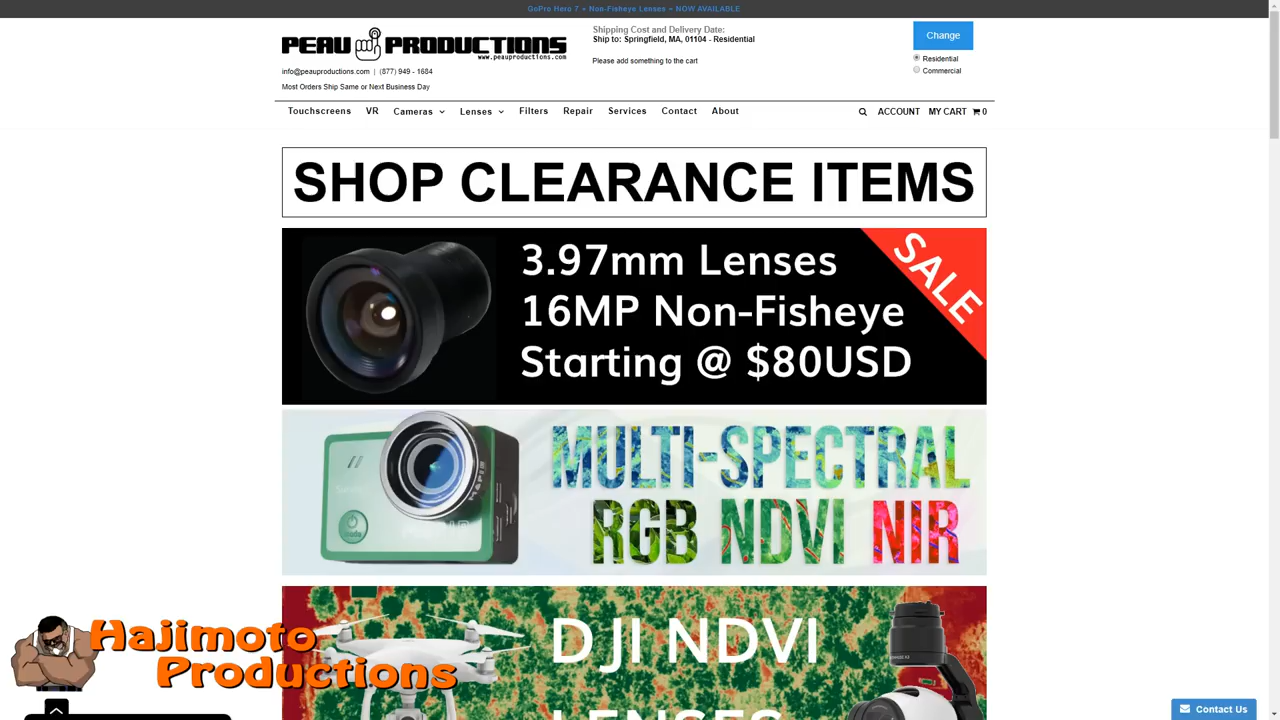 GoPro Hero 7 + Non-Fisheye Lenses = NOW AVAILABLE
PEAU PRODUCTIONS
www.peauproductions.com
info@peauproductions.com | (877) 949 - 1684
Most Orders Ship Same or Next Business Day
Shipping Cost and Delivery Date:
Ship to: Springfield, MA, 01104 - Residential
Please add something to the cart
Change
Residential
Commercial
Touchscreens VR Cameras Lenses Filters Repair Services Contact About ACCOUNT MY CART 0
SHOP CLEARANCE ITEMS
3.97mm Lenses
16MP Non-Fisheye
Starting @ $80USD
SALE
MULTI-SPECTRAL
RGB NDVI NIR
DJI NDVI
LENSES
Hajimoto
Productions
Contact Us